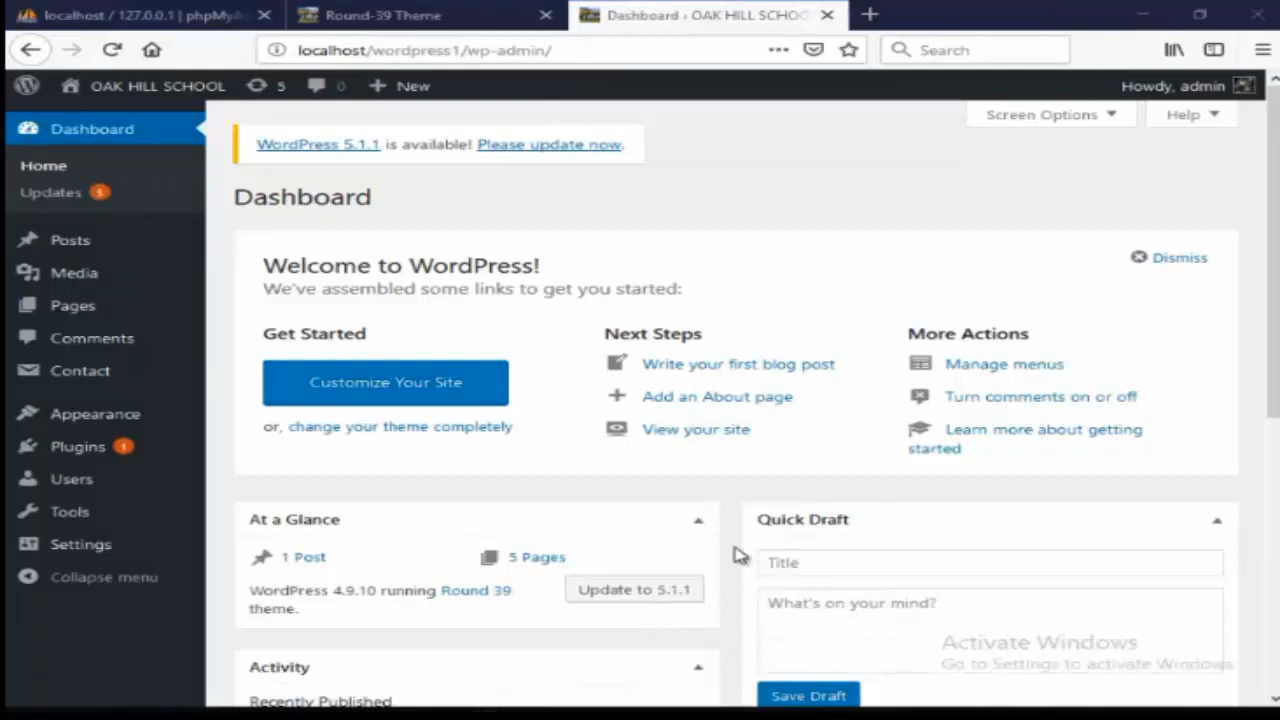 localhost / 127.0.0.1 | phpMyA
Round-39 Theme
Dashboard ‹ OAK HILL SCHOO
localhost/wordpress1/wp-admin/
Search
OAK HILL SCHOOL
5
0
New
Howdy, admin
Dashboard
Home
Updates
Posts
Media
Pages
Comments
Contact
Appearance
Plugins 1
Users
Tools
Settings
Collapse menu
Screen Options
Help
WordPress 5.1.1 is available! Please update now.
Dashboard
Welcome to WordPress!
We've assembled some links to get you started:
Dismiss
Get Started
Customize Your Site
or, change your theme completely
Next Steps
Write your first blog post
Add an About page
View your site
More Actions
Manage menus
Turn comments on or off
Learn more about getting
started
At a Glance
1 Post
5 Pages
WordPress 4.9.10 running Round 39
theme.
Update to 5.1.1
Activity
Recently Published
Quick Draft
Title
What's on your mind?
Save Draft
Activate Windows
Go to Settings to activate Windows.